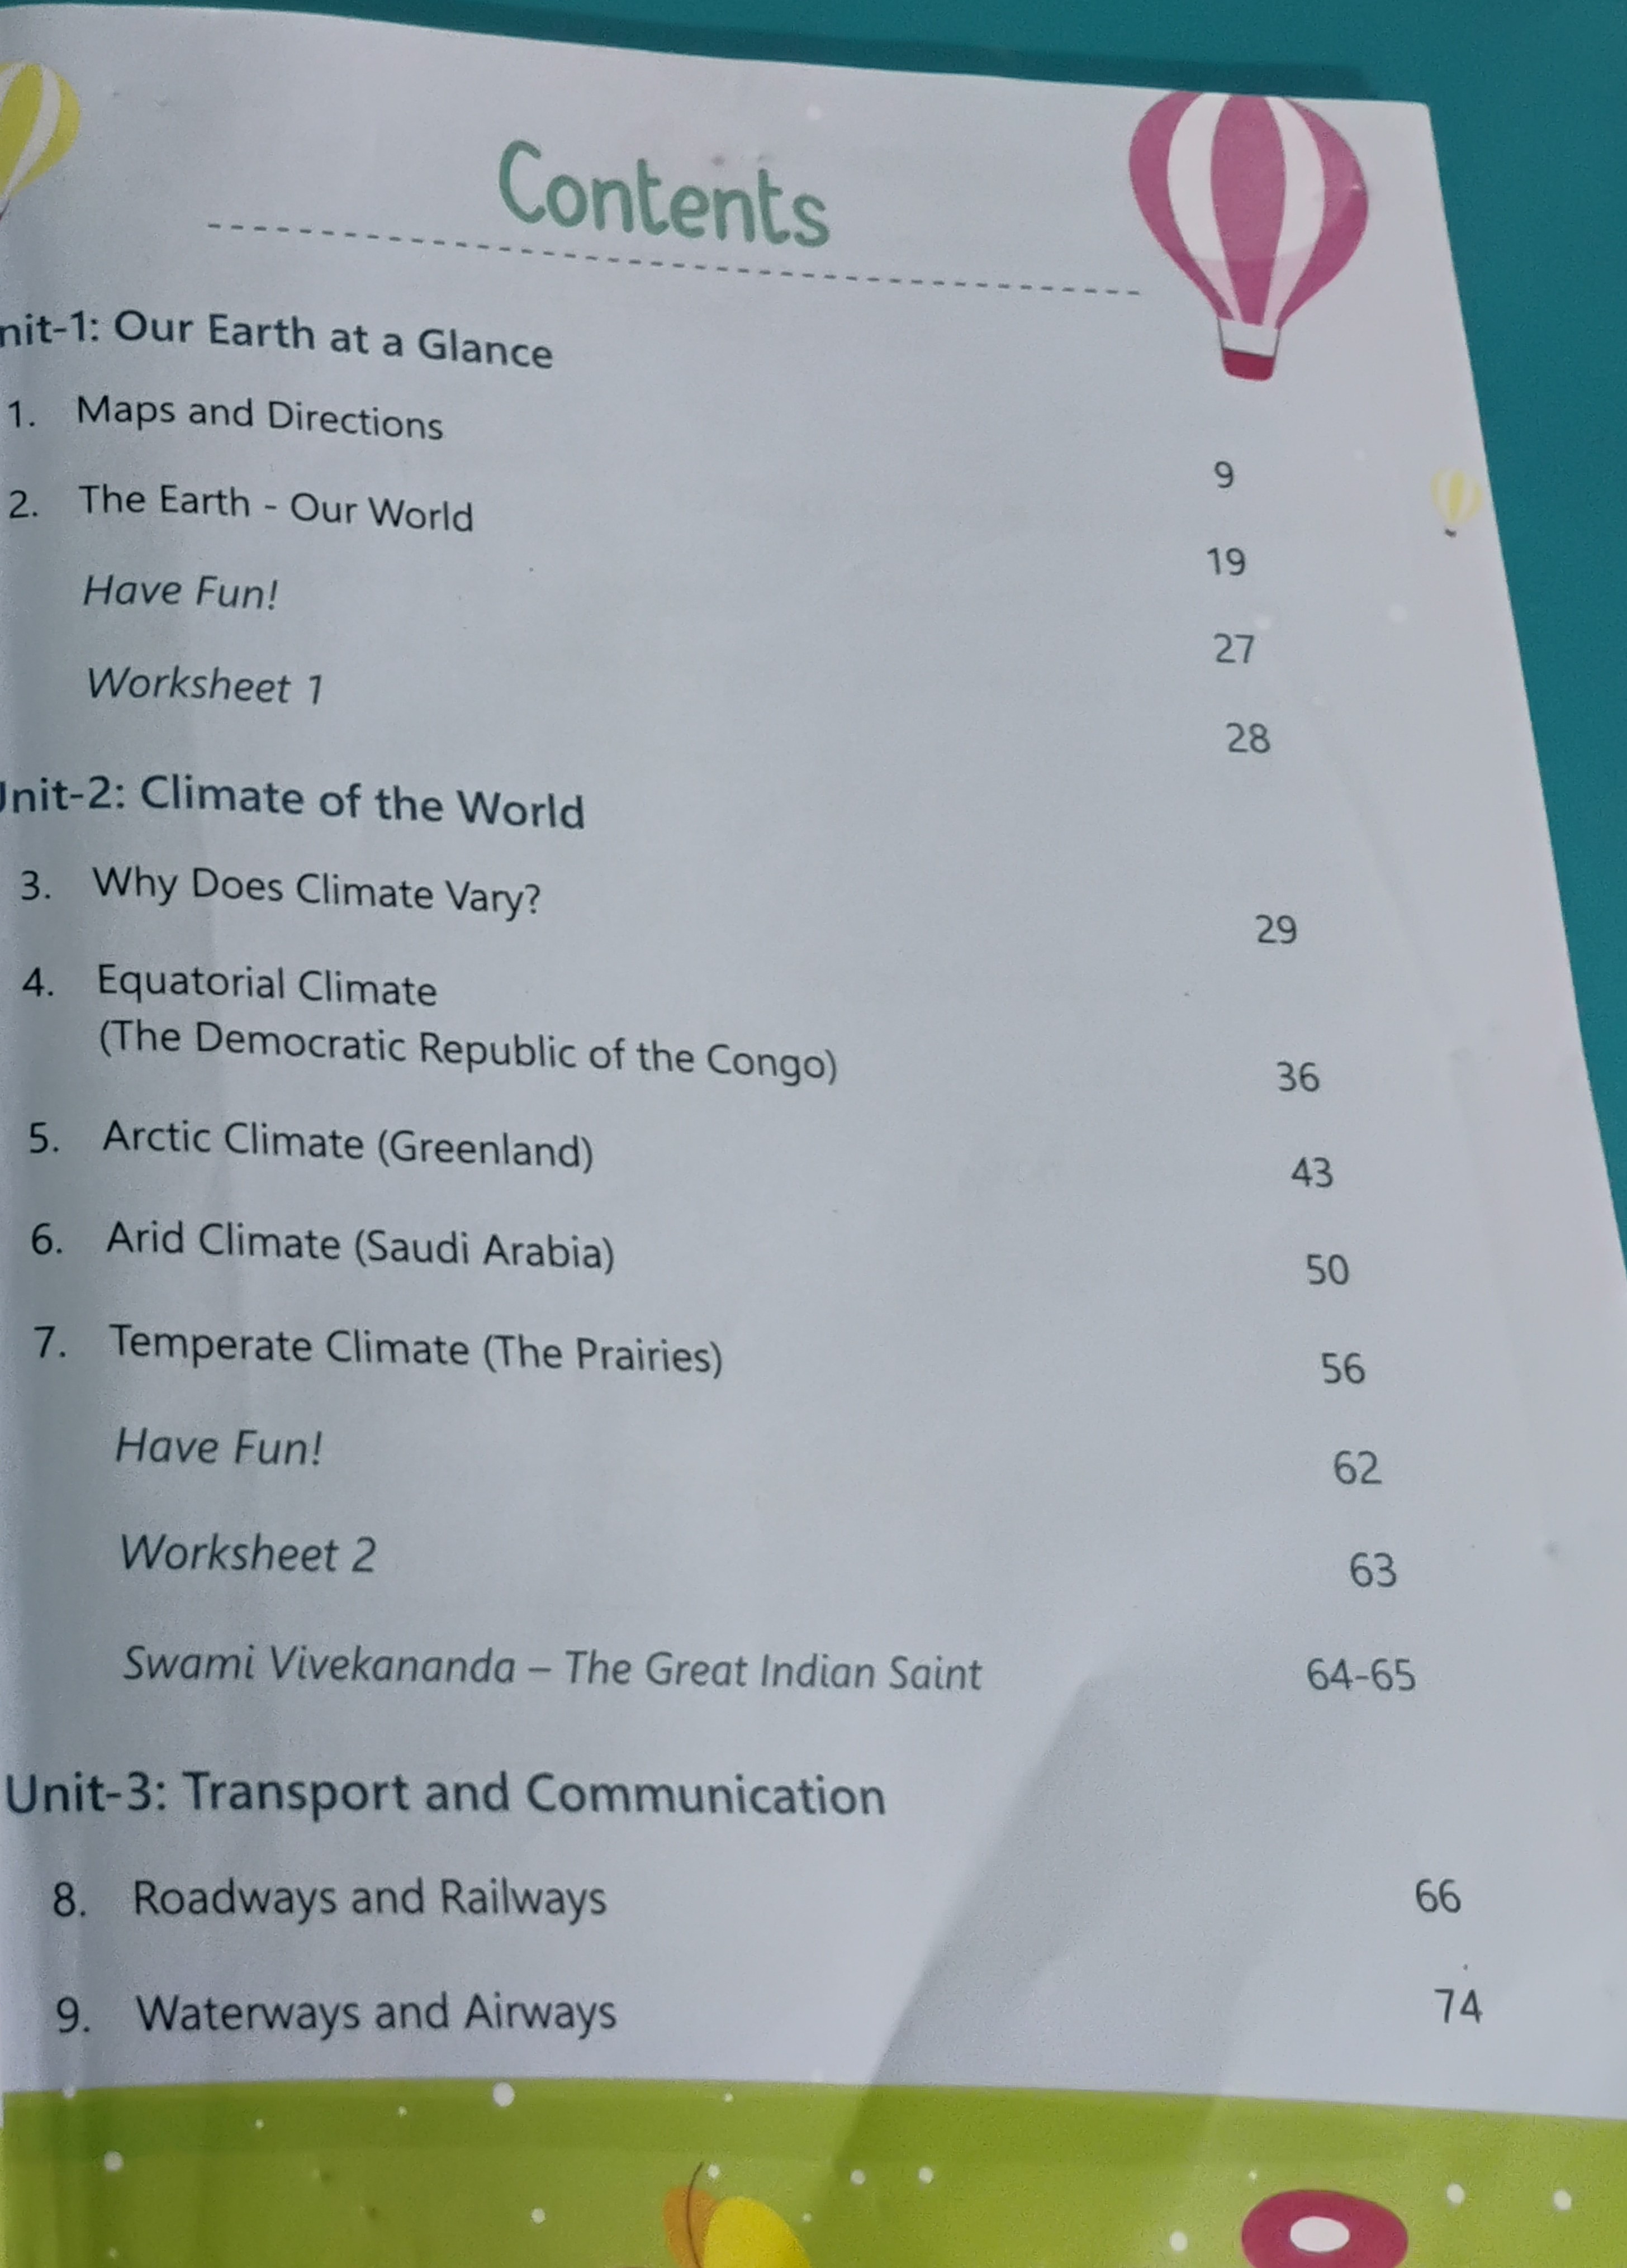 Contents
nit-1: Our Earth at a Glance
1. Maps and Directions 9
2. The Earth - Our World 19
Have Fun! 27
Worksheet 1 28
Unit-2: Climate of the World
3. Why Does Climate Vary? 29
4. Equatorial Climate
(The Democratic Republic of the Congo) 36
5. Arctic Climate (Greenland) 43
6. Arid Climate (Saudi Arabia) 50
7. Temperate Climate (The Prairies) 56
Have Fun! 62
Worksheet 2 63
Swami Vivekananda – The Great Indian Saint 64-65
Unit-3: Transport and Communication
8. Roadways and Railways 66
9. Waterways and Airways 74